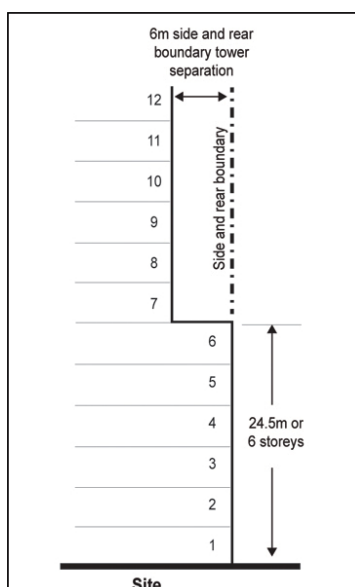 6m side and rear
boundary tower
separation
12
11
10
9
8
7
Side and rear boundary
6
5
4
3
2
1
24.5m or
6 storeys
Site